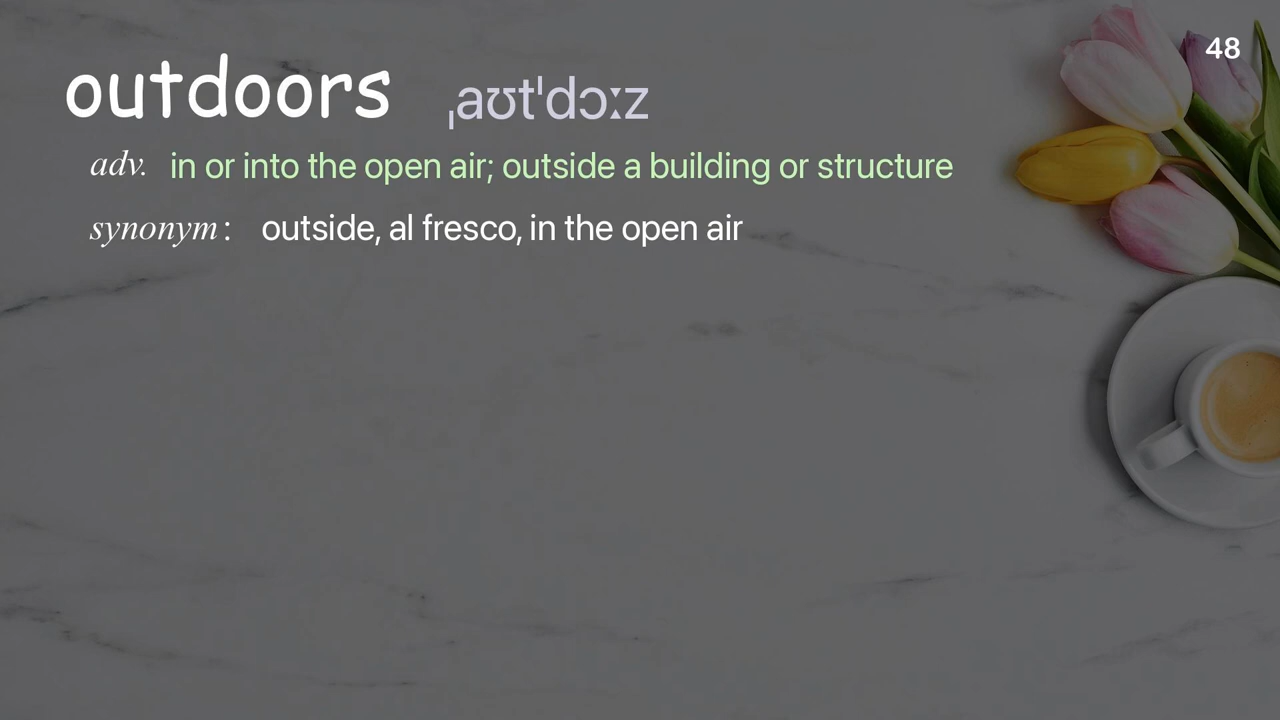 48
outdoors ˌaʊtˈdɔːz
adv. in or into the open air; outside a building or structure
synonym: outside, al fresco, in the open air